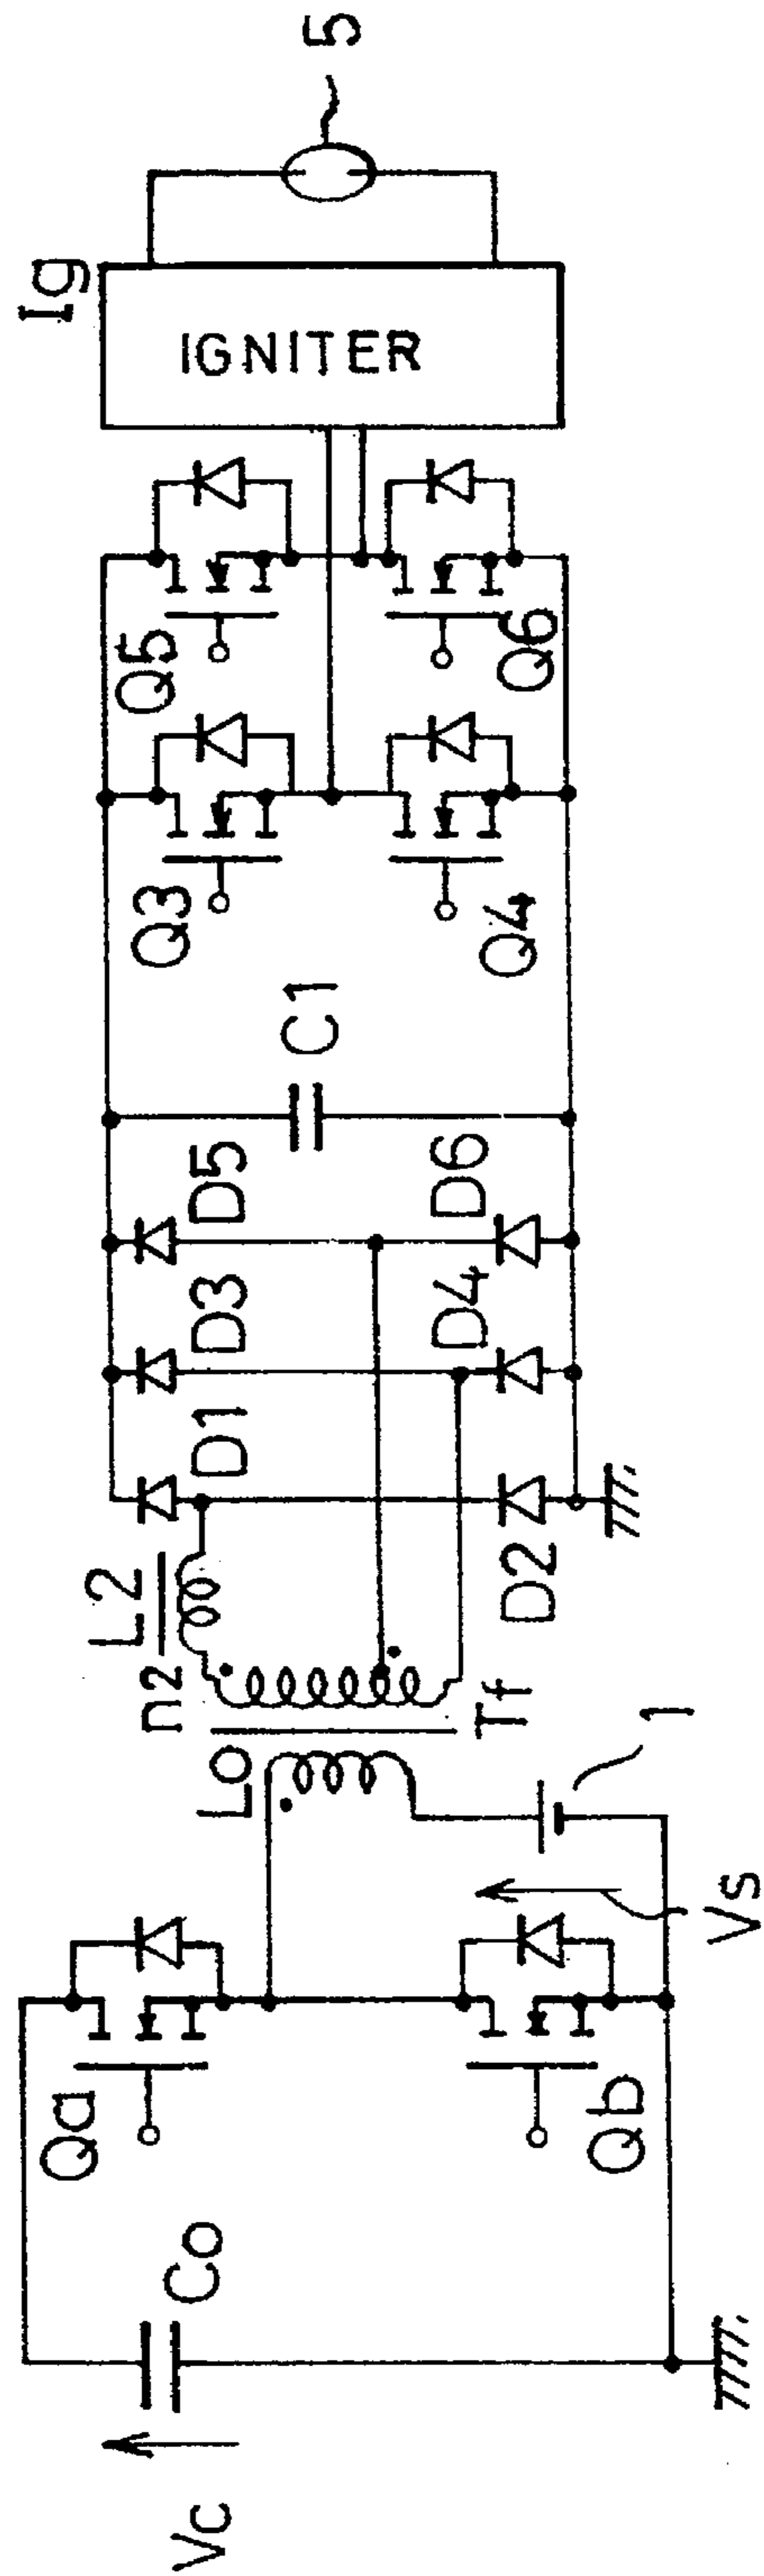 Vc
Co
Qa
Qb
Vs
1
Lo
n2
Tf
L2
D1
D2
D3
D4
D5
D6
C1
Q3
Q4
Q5
Q6
Ig
IGNITER
5